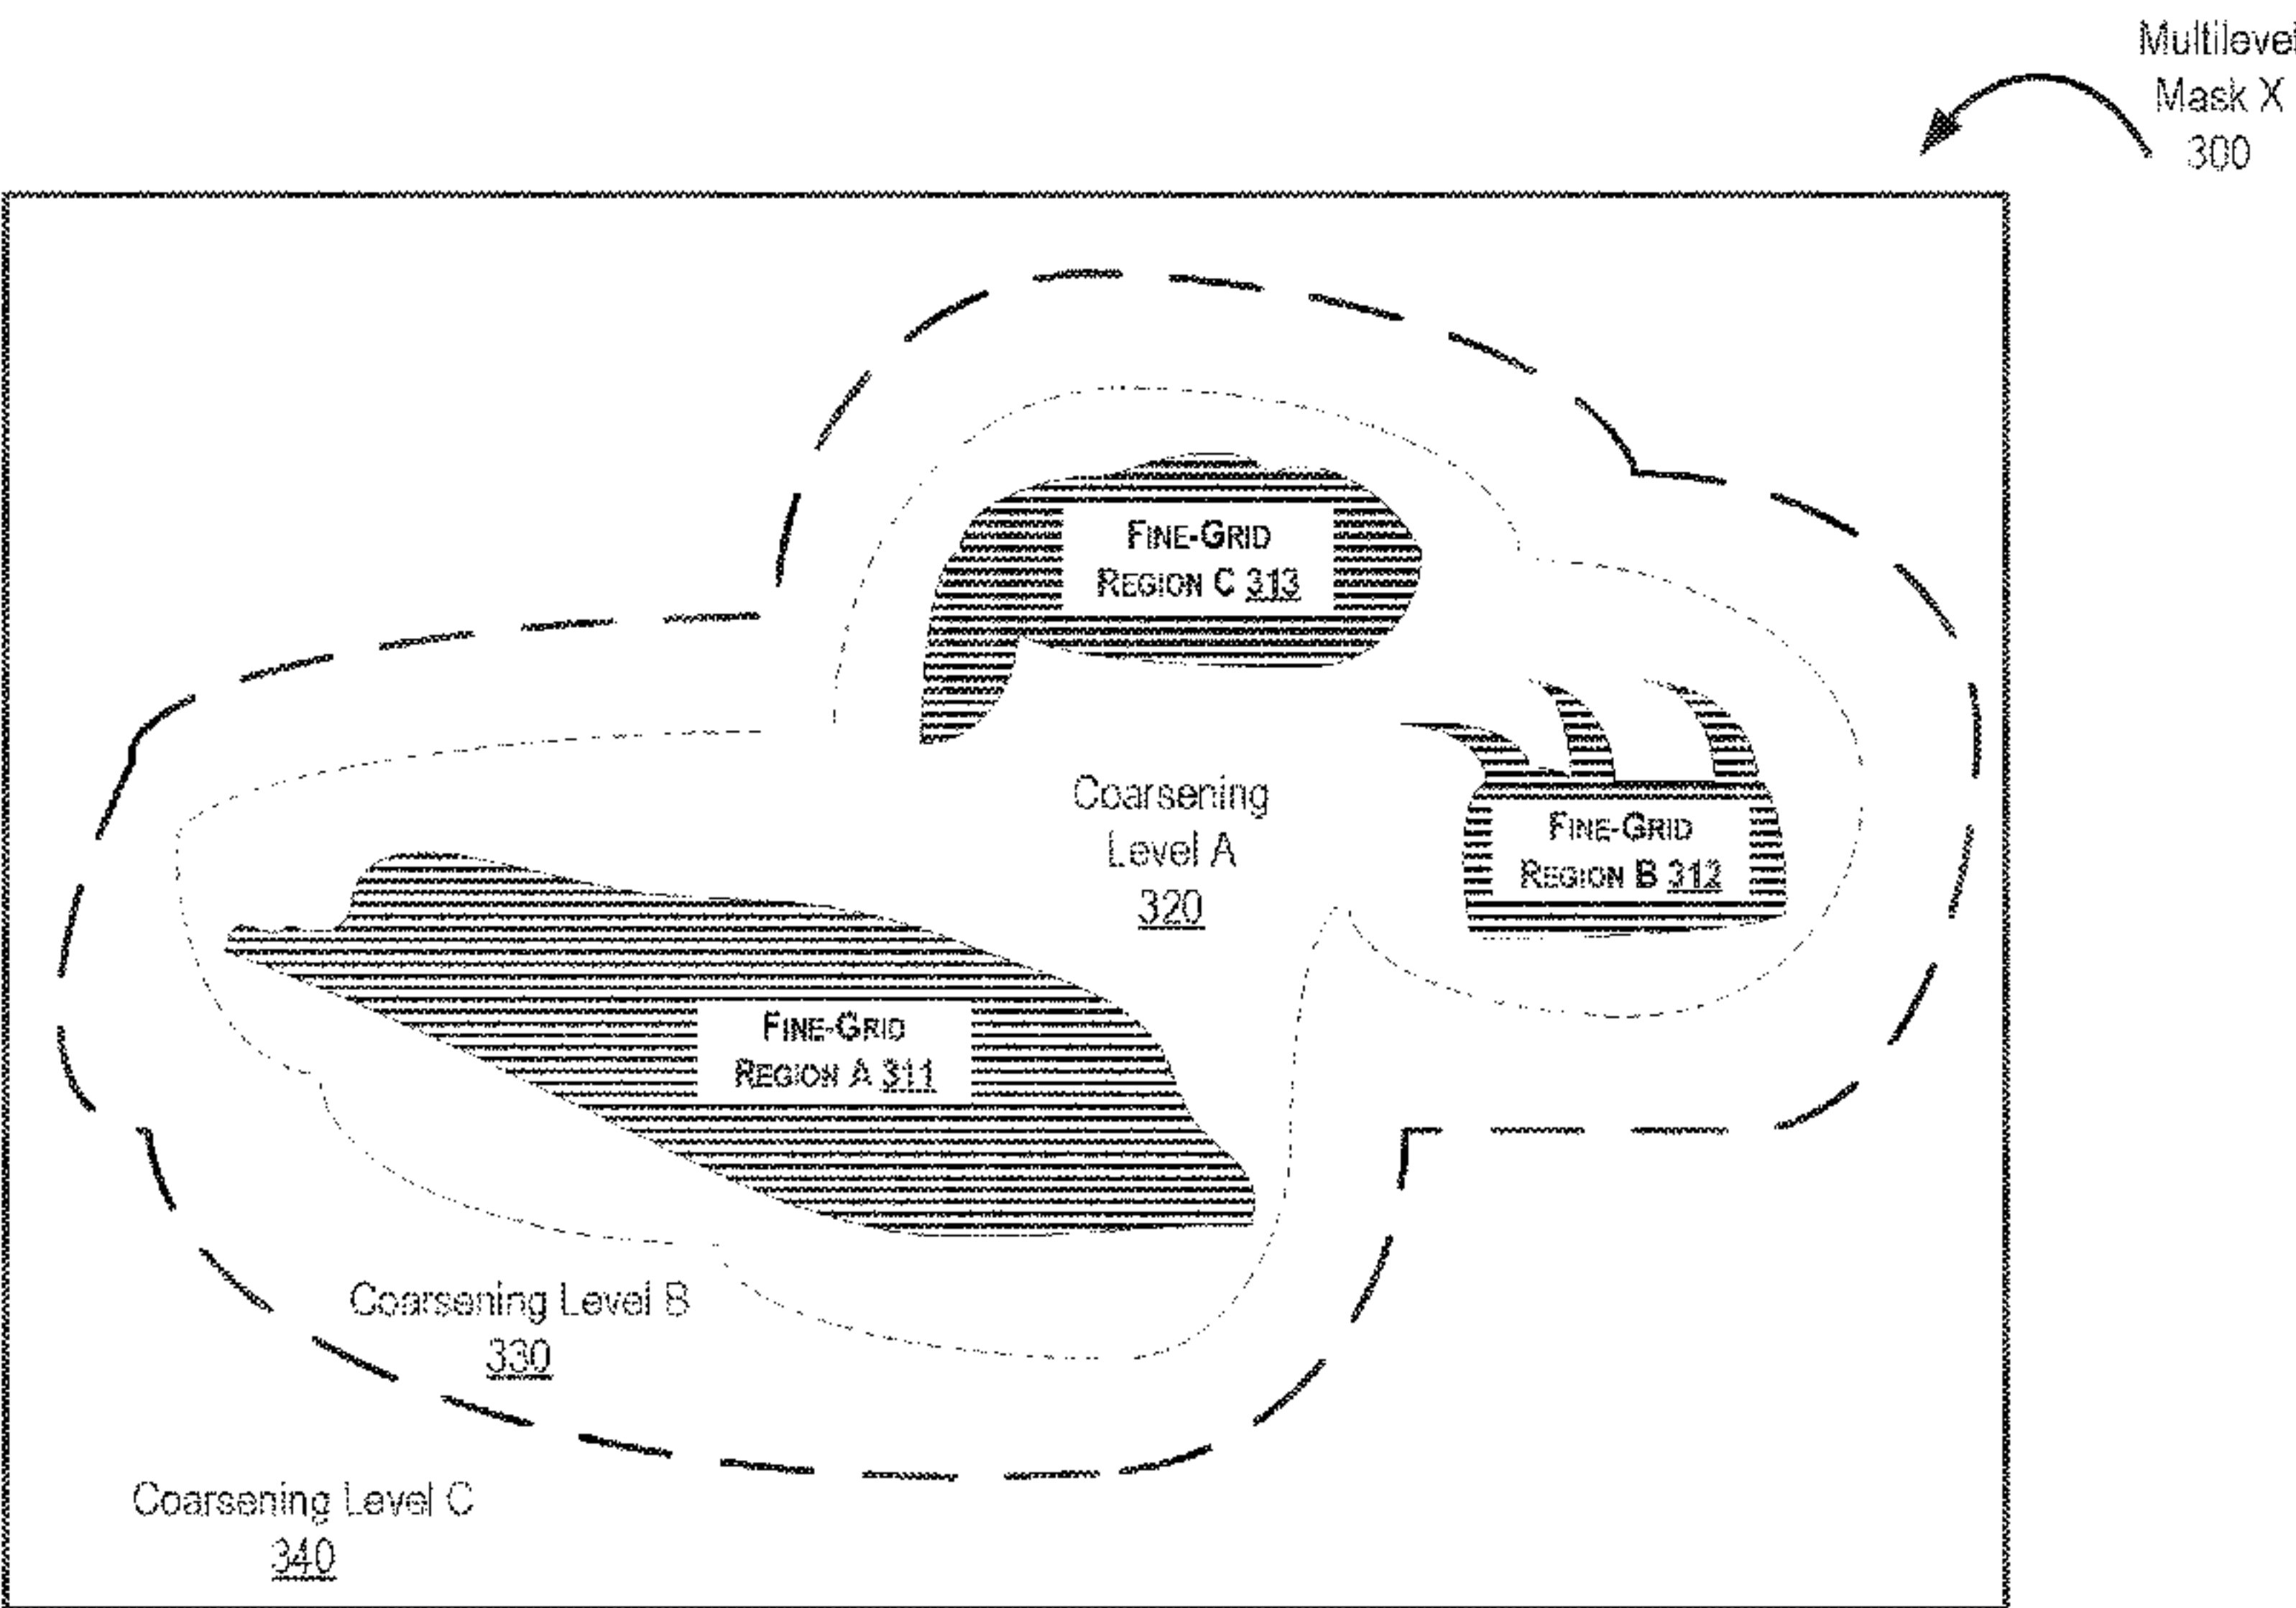 Multilevel
Mask X
300
FINE-GRID
REGION C 313
Coarsening
Level A
320
FINE-GRID
REGION B 312
FINE-GRID
REGION A 311
Coarsening Level B
330
Coarsening Level C
340